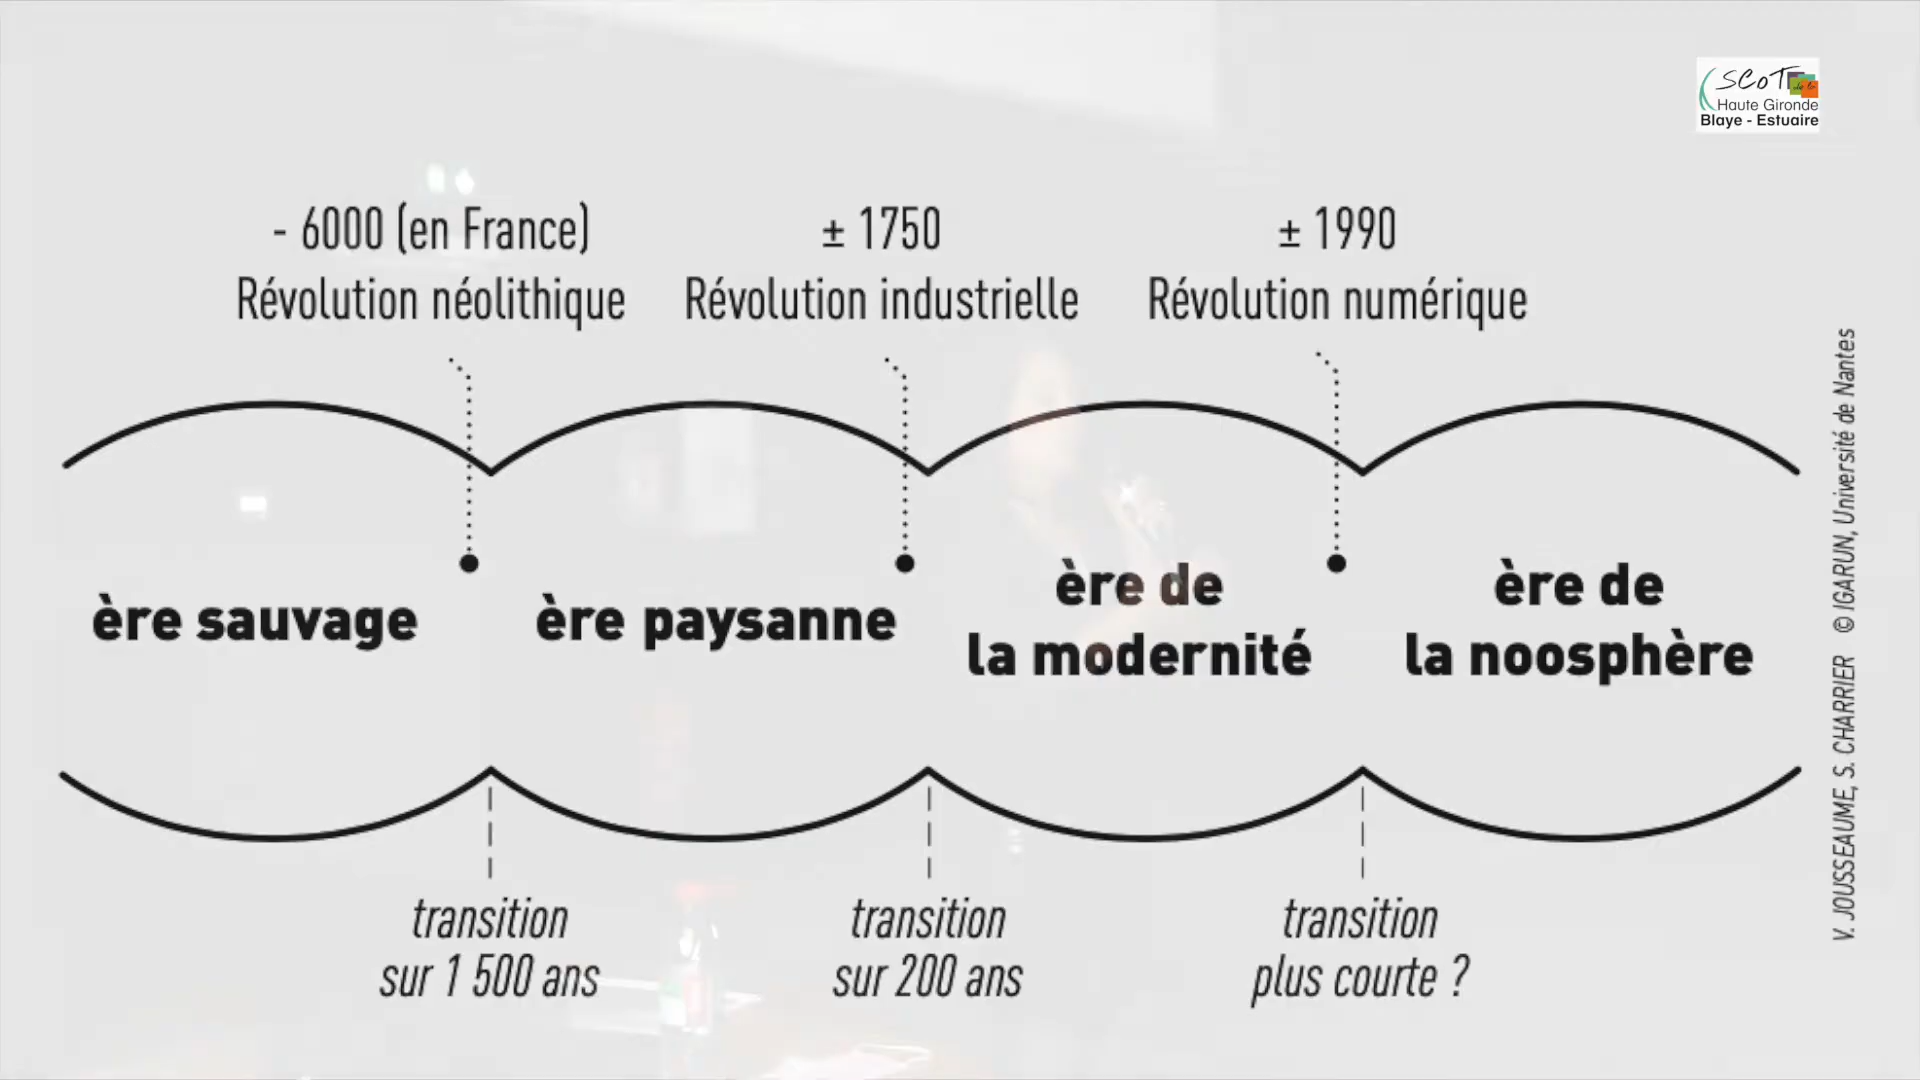 SCoT
de la
Haute Gironde
Blaye - Estuaire
- 6000 (en France)
Révolution néolithique
± 1750
Révolution industrielle
± 1990
Révolution numérique
ère sauvage
ère paysanne
ère de
la modernité
ère de
la noosphère
transition
sur 1 500 ans
transition
sur 200 ans
transition
plus courte ?
V. JOUSSEAUME, S. CHARRIER © IGARUN, Université de Nantes